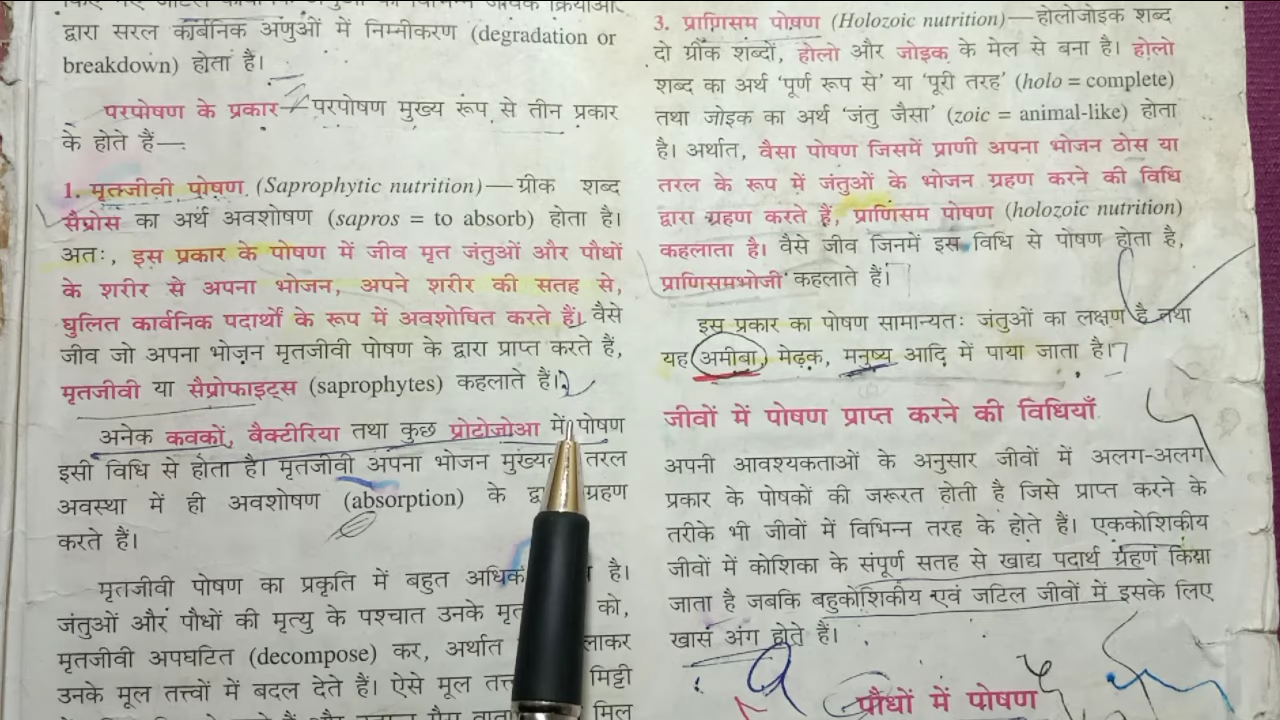 द्वारा सरल कार्बनिक अणुओं में निम्नीकरण (degradation or
breakdown) होता है।
परपोषण के प्रकार—परपोषण मुख्य रूप से तीन प्रकार
के होते हैं—
1. मृतजीवी पोषण (Saprophytic nutrition)—ग्रीक शब्द
सैप्रोस का अर्थ अवशोषण (sapros = to absorb) होता है।
अतः, इस प्रकार के पोषण में जीव मृत जंतुओं और पौधों
के शरीर से अपना भोजन, अपने शरीर की सतह से,
घुलित कार्बनिक पदार्थों के रूप में अवशोषित करते हैं। वैसे
जीव जो अपना भोजन मृतजीवी पोषण के द्वारा प्राप्त करते हैं,
मृतजीवी या सैप्रोफाइट्स (saprophytes) कहलाते हैं।
अनेक कवकों, बैक्टीरिया तथा कुछ प्रोटोजोआ में पोषण
इसी विधि से होता है। मृतजीवी अपना भोजन तरल
अवस्था में ही अवशोषण (absorption) के ग्रहण
करते हैं।
मृतजीवी पोषण का प्रकृति में बहुत है।
जंतुओं और पौधों की मृत्यु के पश्चात उनके को,
मृतजीवी अपघटित (decompose) कर, अर्थात
उनके मूल तत्त्वों में बदल देते हैं। ऐसे मूल मिट्टी
मिल
3. प्राणिसम पोषण (Holozoic nutrition)—होलोजोइक शब्द
दो ग्रीक शब्दों, होलो और जोइक के मेल से बना है। होलो
शब्द का अर्थ ‘पूर्ण रूप से’ या ‘पूरी तरह’ (holo = complete)
तथा जोइक का अर्थ ‘जंतु जैसा’ (zoic = animal-like) होता
है। अर्थात, वैसा पोषण जिसमें प्राणी अपना भोजन ठोस या
तरल के रूप में जंतुओं के भोजन ग्रहण करने की विधि
द्वारा ग्रहण करते हैं, प्राणिसम पोषण (holozoic nutrition)
कहलाता है। वैसे जीव जिनमें इस विधि से पोषण होता है,
प्राणिसमभोजी कहलाते हैं।
इस प्रकार का पोषण सामान्यतः जंतुओं का लक्षण है तथा
यह अमीबा, मेढ़क, मनुष्य आदि में पाया जाता है।
जीवों में पोषण प्राप्त करने की विधियाँ
अपनी आवश्यकताओं के अनुसार जीवों में अलग-अलग
प्रकार के पोषकों की जरूरत होती है जिसे प्राप्त करने के
तरीके भी जीवों में विभिन्न तरह के होते हैं। एककोशिकीय
जीवों में कोशिका के संपूर्ण सतह से खाद्य पदार्थ ग्रहण किया
जाता है जबकि बहुकोशिकीय एवं जटिल जीवों में इसके लिए
खास अंग होते हैं।
पौधों में पोषण